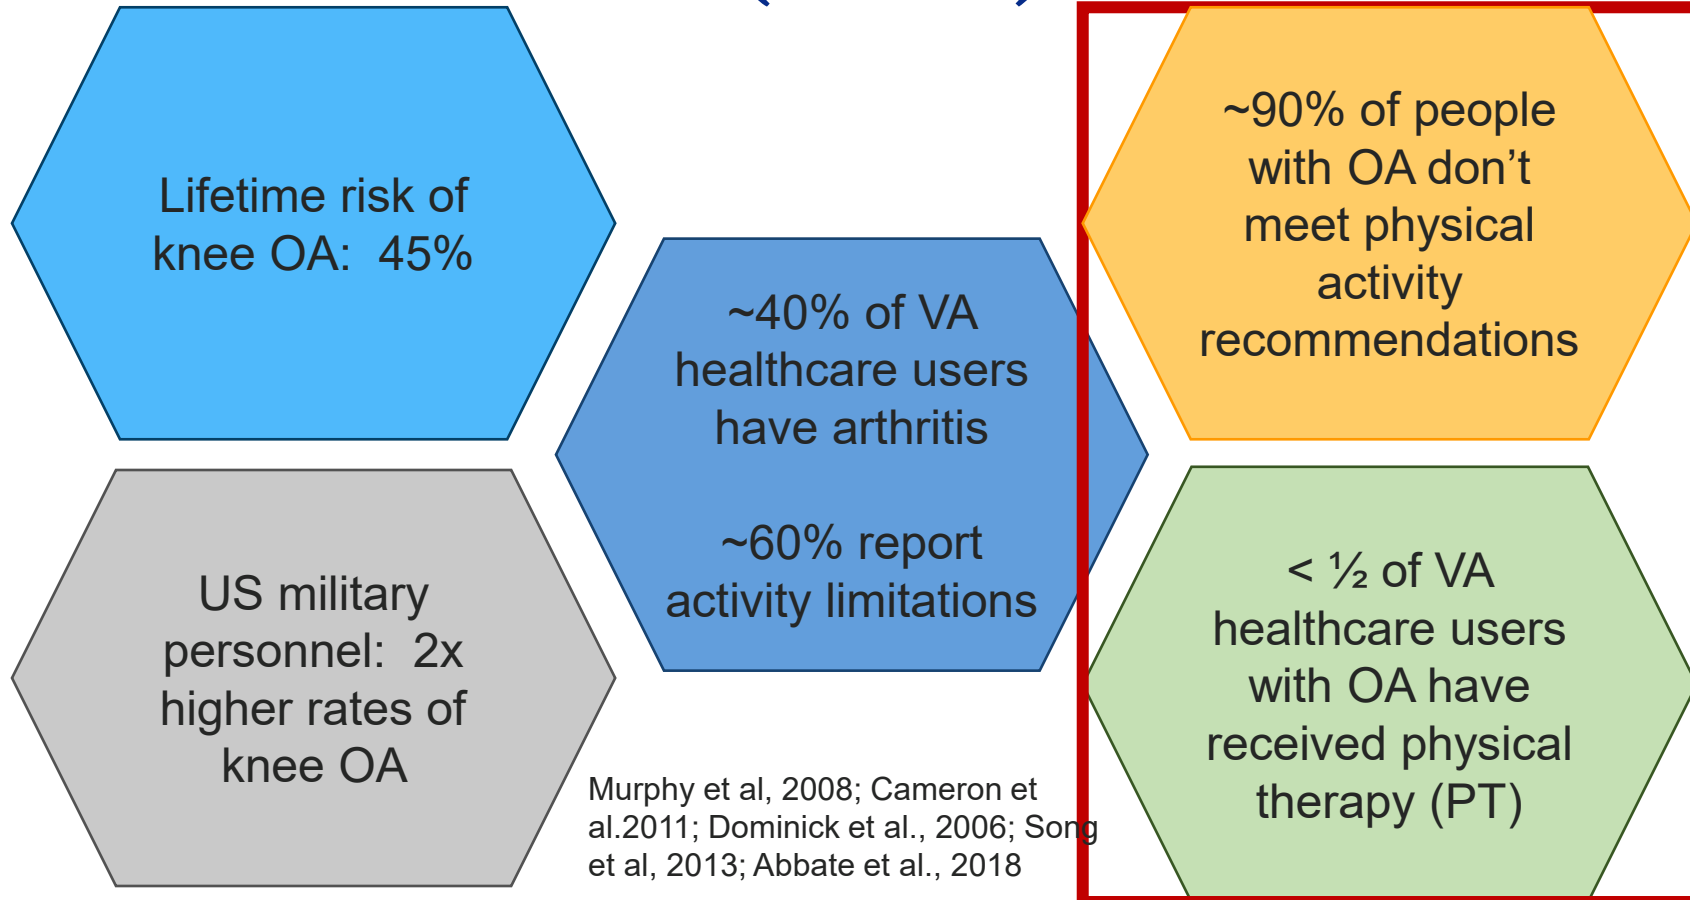 Lifetime risk of
knee OA:  45%
US military
personnel:  2x
higher rates of
knee OA
~40% of VA
healthcare users
have arthritis
~60% report
activity limitations
~90% of people
with OA don’t
meet physical
activity
recommendations
< ½ of VA
healthcare users
with OA have
received physical
therapy (PT)
Murphy et al, 2008; Cameron et
al.2011; Dominick et al., 2006; Song
et al, 2013; Abbate et al., 2018